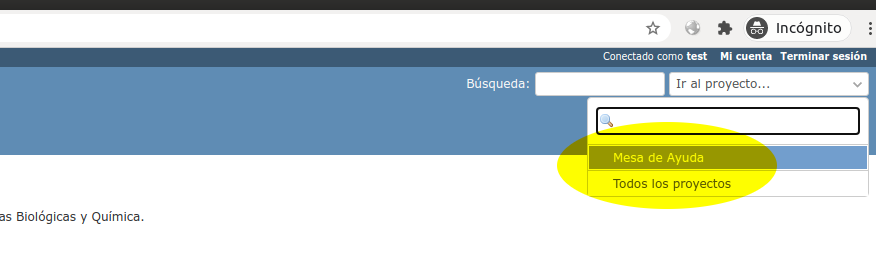 Incógnito
Conectado como test Mi cuenta Terminar sesión
Búsqueda: Ir al proyecto...
Mesa de Ayuda
Todos los proyectos
as Biológicas y Química.